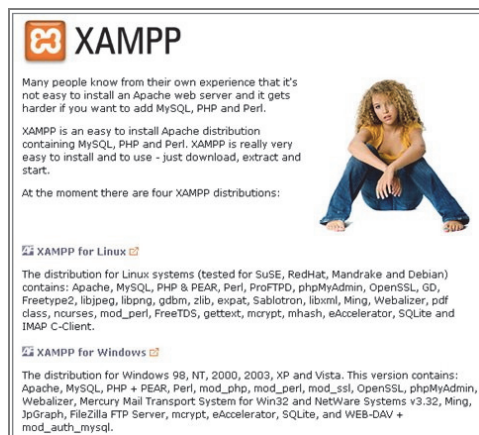 XAMPP
Many people know from their own experience that it's
not easy to install an Apache web server and it gets
harder if you want to add MySQL, PHP and Perl.
XAMPP is an easy to install Apache distribution
containing MySQL, PHP and Perl. XAMPP is really very
easy to install and to use - just download, extract and
start.
At the moment there are four XAMPP distributions:
XAMPP for Linux
The distribution for Linux systems (tested for SuSE, RedHat, Mandrake and Debian)
contains: Apache, MySQL, PHP & PEAR, Perl, ProFTPD, phpMyAdmin, OpenSSL, GD,
Freetype2, libjpeg, libpng, gdbm, zlib, expat, Sablotron, libxml, Ming, Webalizer, pdf
class, ncurses, mod_perl, FreeTDS, gettext, mcrypt, mhash, eAccelerator, SQLite and
IMAP C-Client.
XAMPP for Windows
The distribution for Windows 98, NT, 2000, 2003, XP and Vista. This version contains:
Apache, MySQL, PHP + PEAR, Perl, mod_php, mod_perl, mod_ssl, OpenSSL, phpMyAdmin,
Webalizer, Mercury Mail Transport System for Win32 and NetWare Systems v3.32, Ming,
JpGraph, FileZilla FTP Server, mcrypt, eAccelerator, SQLite, and WEB-DAV +
mod_auth_mysql.